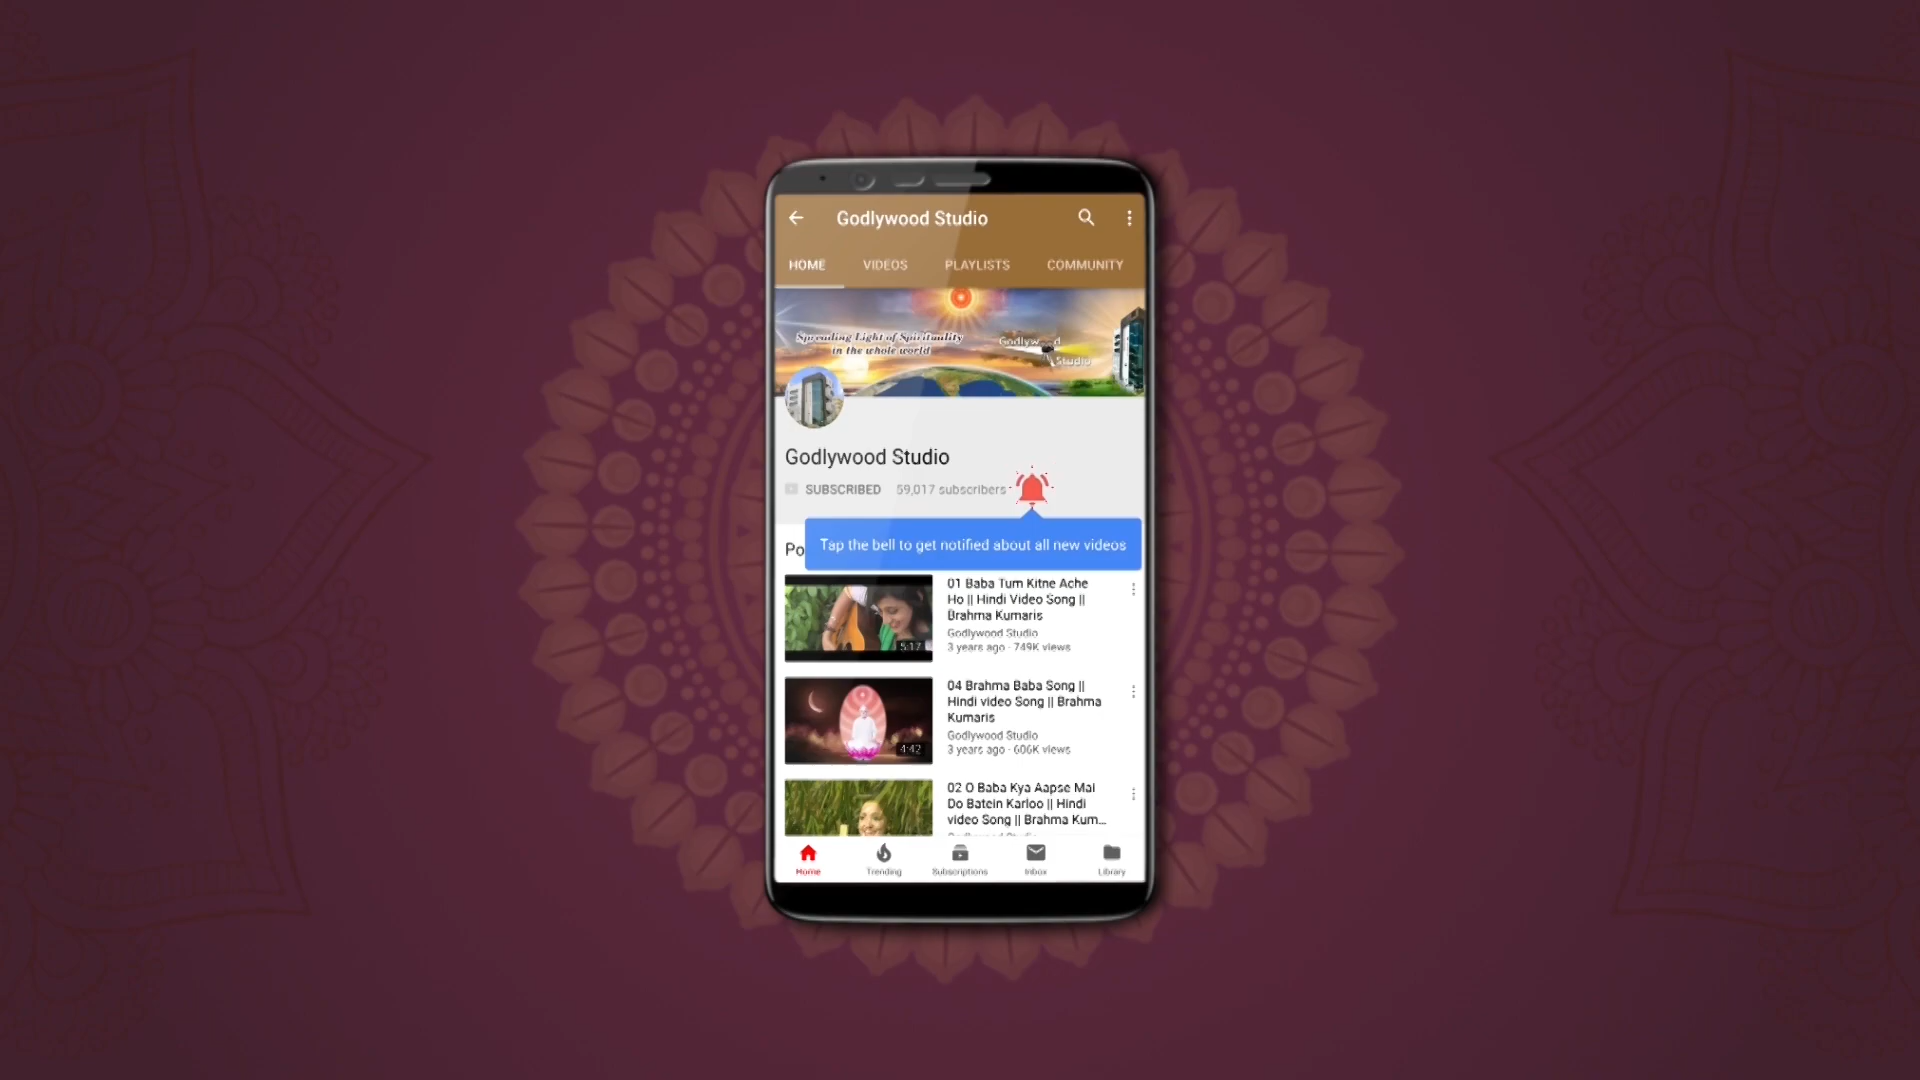 Godlywood Studio
HOME VIDEOS PLAYLISTS COMMUNITY
Spreading Light of Spirituality
in the whole world
Godlyw d
Studio
Godlywood Studio
SUBSCRIBED 59,017 subscribers
Tap the bell to get notified about all new videos
Po
01 Baba Tum Kitne Ache
Ho || Hindi Video Song ||
Brahma Kumaris
Godlywood Studio
3 years ago · 749K views
5:17
04 Brahma Baba Song ||
Hindi video Song || Brahma
Kumaris
Godlywood Studio
3 years ago · 606K views
4:42
02 O Baba Kya Aapse Mai
Do Batein Karloo || Hindi
video Song || Brahma Kum...
Home Trending Subscriptions Inbox Library